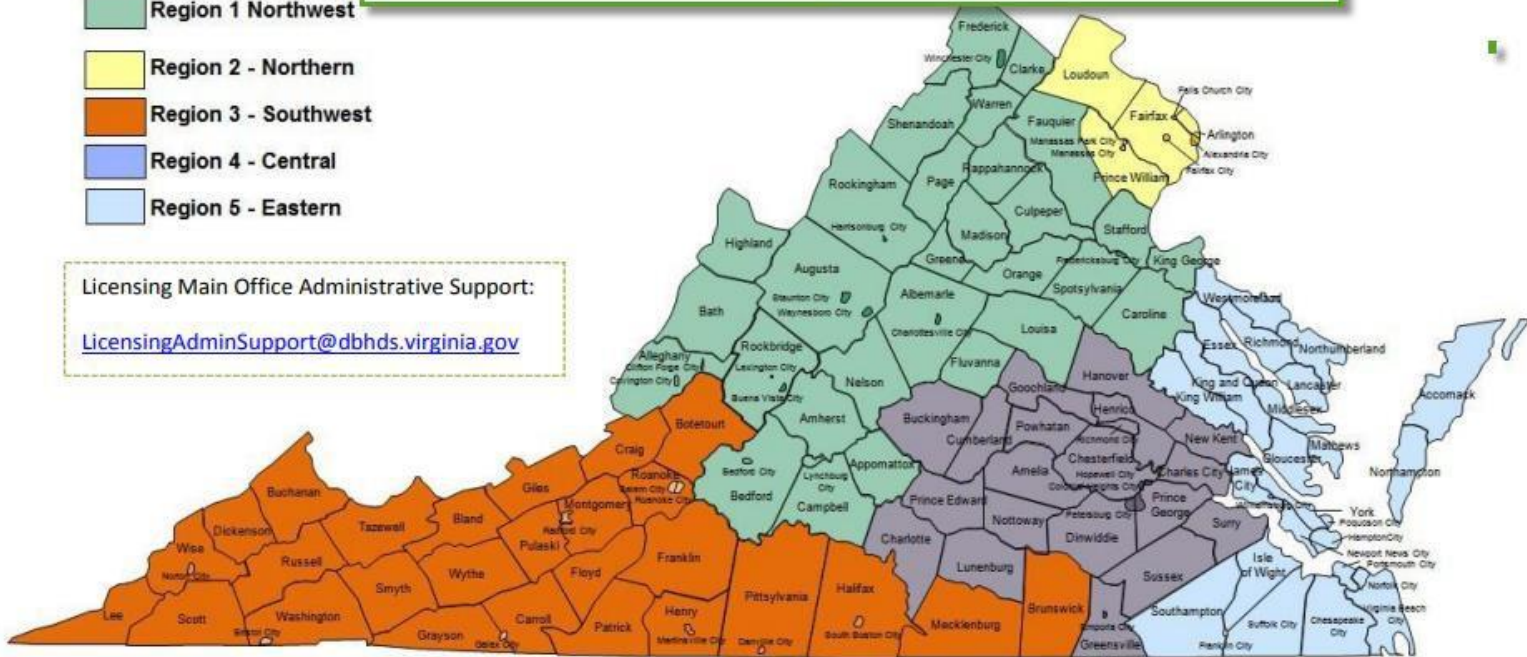 Region 1 Northwest
Region 2 - Northern
Region 3 - Southwest
Region 4 - Central
Region 5 - Eastern
Licensing Main Office Administrative Support:
LicensingAdminSupport@dbhds.virginia.gov
Frederick
Winchester City
Clarke
Loudoun
Falls Church City
Warren
Fauquier
Fairfax
Shenandoah
Arlington
Manassas Park City
Manassas City
Alexandria City
Fairfax City
Rappahannock
Prince William
Rockingham
Page
Culpeper
Stafford
Harrisonburg City
Madison
Highland
Greene
Fredericksburg City
King George
Augusta
Orange
Spotsylvania
Staunton City
Albemarle
Westmoreland
Waynesboro City
Caroline
Bath
Charlottesville City
Louisa
Essex
Richmond
Northumberland
Rockbridge
Alleghany
Clifton Forge City
Lexington City
Fluvanna
Covington City
Nelson
Goochland
Hanover
King and Queen
Lancaster
Buena Vista City
King William
Accomack
Amherst
Buckingham
Henrico
Middlesex
Botetourt
Cumberland
Powhatan
Richmond City
New Kent
Mathews
Craig
Chesterfield
Gloucester
Bedford City
Appomattox
Amelia
Hopewell City
Charles City
James
City
Northampton
Roanoke
Salem City
Roanoke City
Lynchburg
City
Colonial Heights City
Giles
Bedford
Buchanan
Montgomery
Campbell
Prince Edward
Prince
George
Williamsburg City
York
Poquoson City
Bland
Radford City
Nottoway
Petersburg City
Surry
Hampton City
Dickenson
Tazewell
Pulaski
Charlotte
Dinwiddie
Newport News City
Wise
Franklin
Isle
of Wight
Portsmouth City
Russell
Wythe
Floyd
Lunenburg
Sussex
Norfolk City
Norton City
Smyth
Pittsylvania
Halifax
Lee
Scott
Washington
Carroll
Patrick
Henry
Brunswick
Southampton
Virginia Beach
City
Mecklenburg
Emporia City
Suffolk City
Chesapeake
City
Bristol City
Grayson
Galax City
Martinsville City
Danville City
South Boston City
Greensville
Franklin City